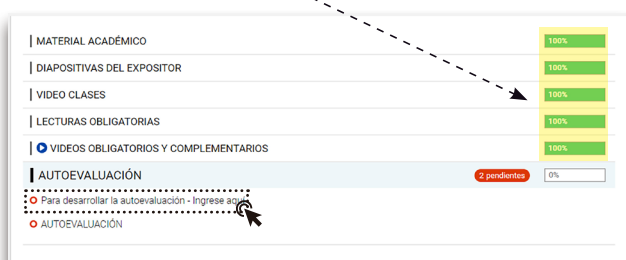 MATERIAL ACADÉMICO 100%
DIAPOSITIVAS DEL EXPOSITOR 100%
VIDEO CLASES 100%
LECTURAS OBLIGATORIAS 100%
VIDEOS OBLIGATORIOS Y COMPLEMENTARIOS 100%
AUTOEVALUACIÓN 2 pendientes 0%
Para desarrollar la autoevaluación - Ingrese aquí
AUTOEVALUACIÓN